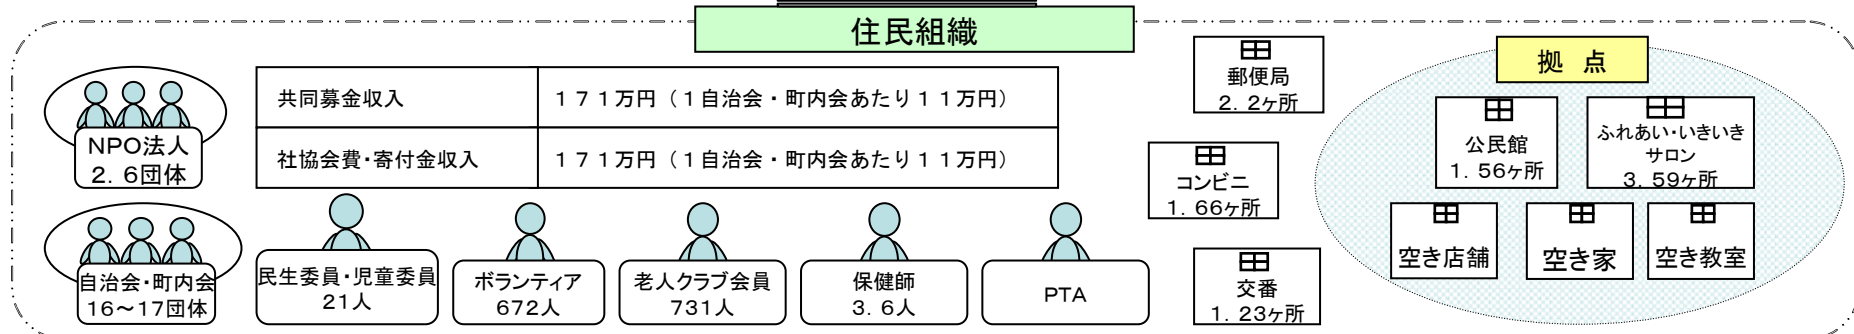 住民組織
NPO法人
2．6団体
自治会・町内会
16～17団体
共同募金収入
１７１万円（１自治会・町内会あたり１１万円）
社協会費・寄付金収入
１７１万円（１自治会・町内会あたり１１万円）
民生委員・児童委員
21人
ボランティア
672人
老人クラブ会員
731人
保健師
3．6人
PTA
郵便局
2．2ヶ所
コンビニ
1．66ヶ所
交番
1．23ヶ所
拠　点
公民館
1．56ヶ所
ふれあい・いきいき
サロン
3．59ヶ所
空き店舗
空き家
空き教室